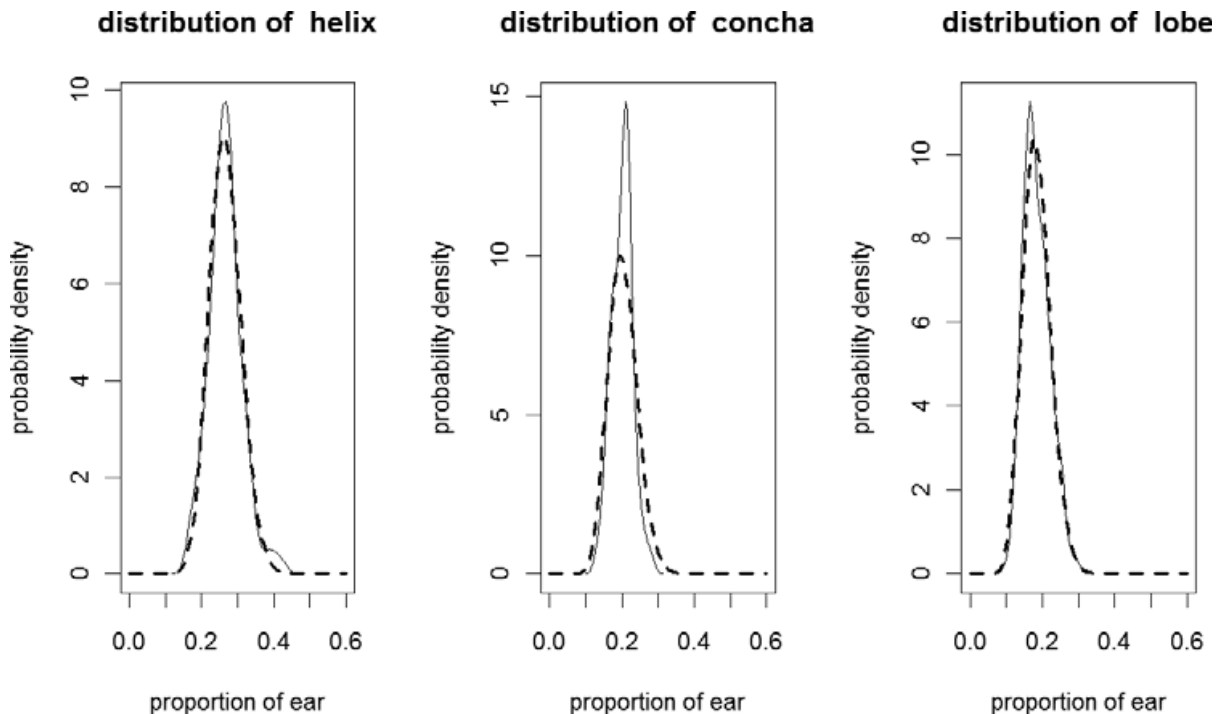 distribution of helix
probability density
0
2
4
6
8
10
0.0 0.2 0.4 0.6
proportion of ear
distribution of concha
probability density
0
5
10
15
0.0 0.2 0.4 0.6
proportion of ear
distribution of lobe
probability density
0
2
4
6
8
10
0.0 0.2 0.4 0.6
proportion of ear